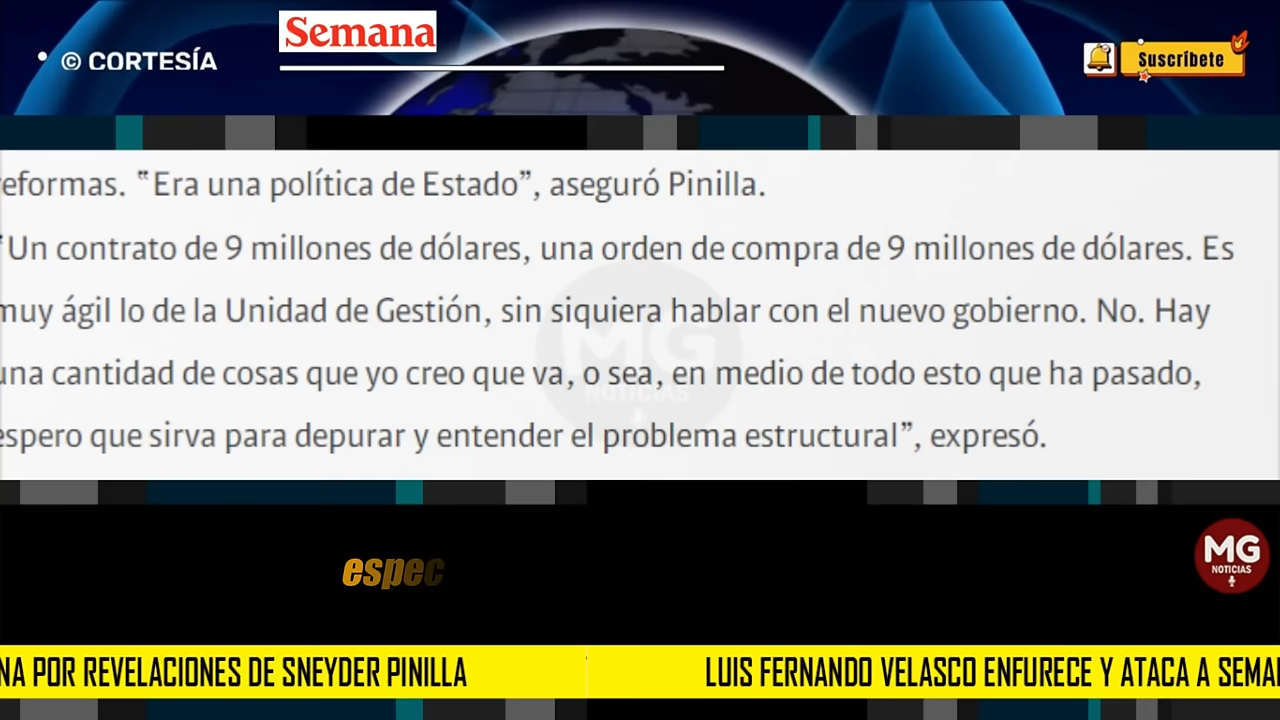 Semana
© CORTESÍA
Suscríbete
eformas. "Era una política de Estado”, aseguró Pinilla.
“Un contrato de 9 millones de dólares, una orden de compra de 9 millones de dólares. Es
muy ágil lo de la Unidad de Gestión, sin siquiera hablar con el nuevo gobierno. No. Hay
una cantidad de cosas que yo creo que va, o sea, en medio de todo esto que ha pasado,
espero que sirva para depurar y entender el problema estructural”, expresó.
MG
NOTICIAS
espec
MG
NOTICIAS
NA POR REVELACIONES DE SNEYDER PINILLA
LUIS FERNANDO VELASCO ENFURECE Y ATACA A SEMA